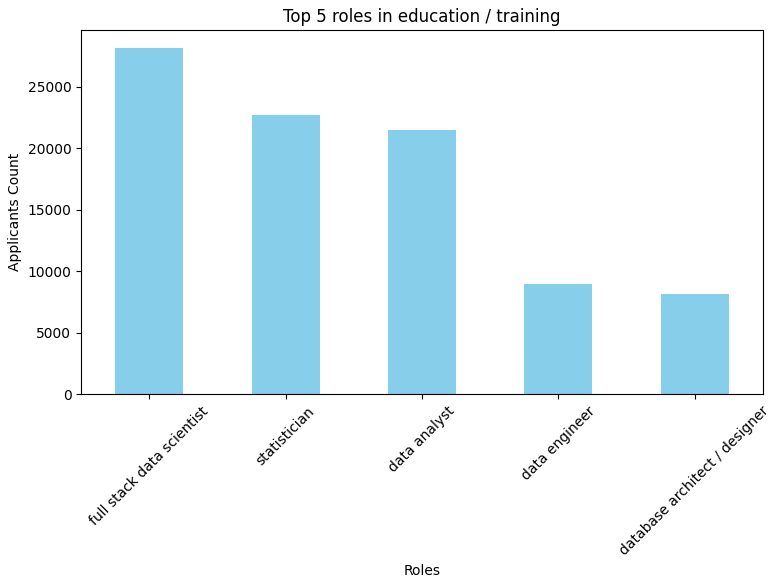 Top 5 roles in education / training
Applicants Count
25000
20000
15000
10000
5000
0
full stack data scientist
statistician
data analyst
data engineer
database architect / designer
Roles